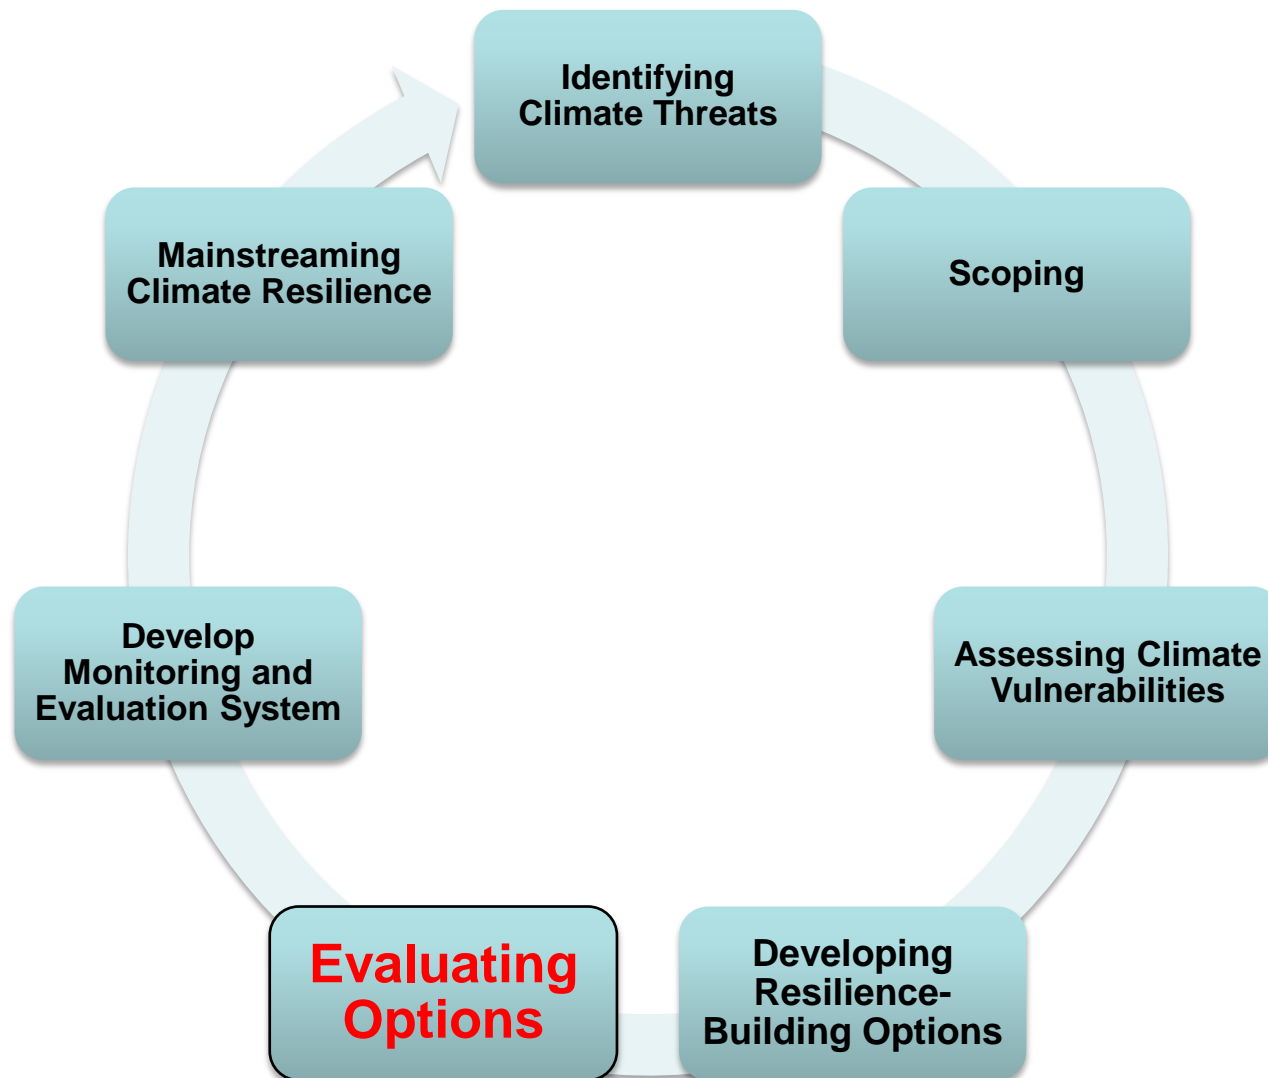 Identifying
Climate Threats
Scoping
Assessing Climate
Vulnerabilities
Developing
Resilience-
Building Options
Evaluating
Options
Develop
Monitoring and
Evaluation System
Mainstreaming
Climate Resilience